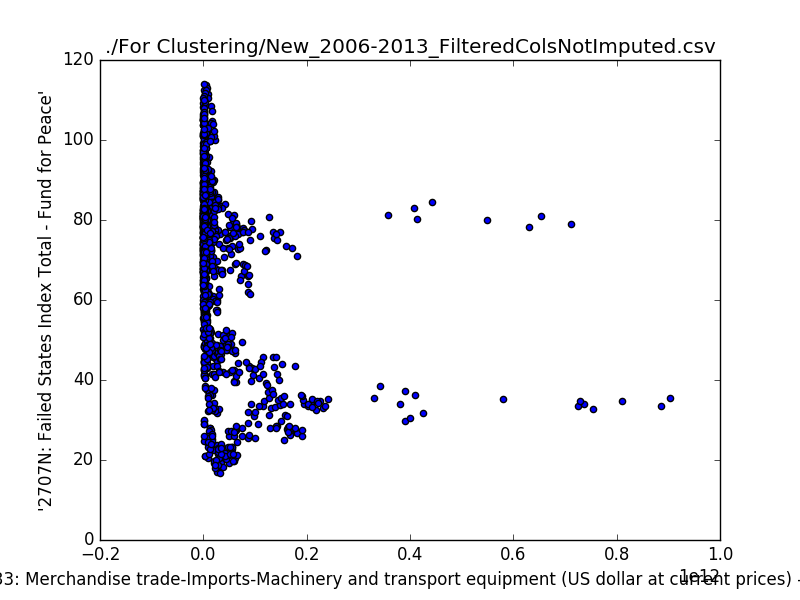 ./For Clustering/New_2006-2013_FilteredColsNotImputed.csv
120
100
80
60
40
20
0
'2707N: Failed States Index Total - Fund for Peace'
−0.2 0.0 0.2 0.4 0.6 0.8 1.0
1e12
33: Merchandise trade-Imports-Machinery and transport equipment (US dollar at current prices) -